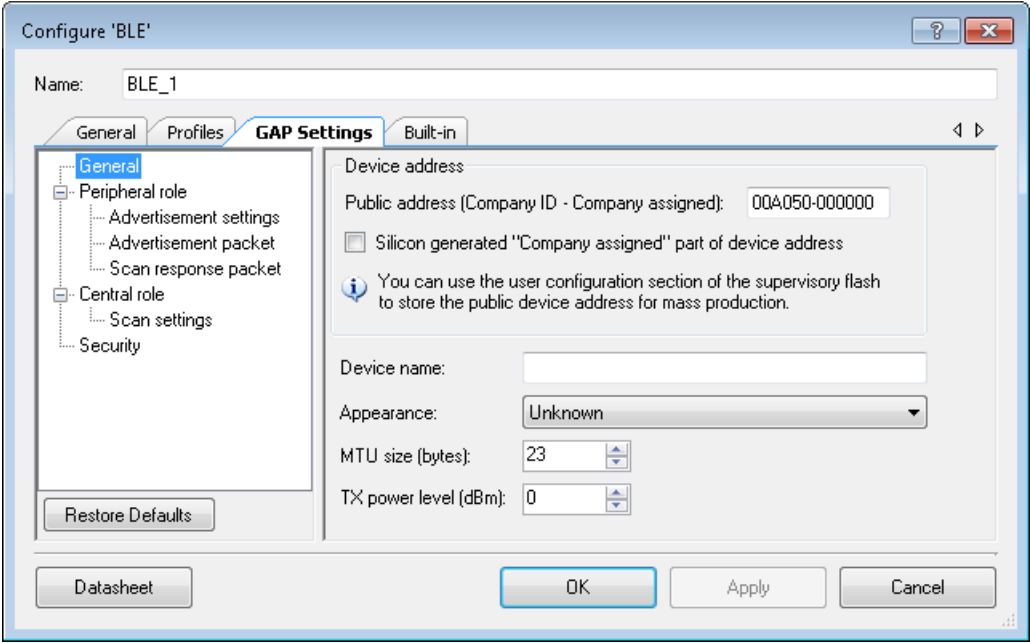 Configure 'BLE'
Name: BLE_1
General Profiles GAP Settings Built-in
General
Peripheral role
Advertisement settings
Advertisement packet
Scan response packet
Central role
Scan settings
Security
Restore Defaults
Device address
Public address (Company ID - Company assigned): 00A050-000000
Silicon generated "Company assigned" part of device address
You can use the user configuration section of the supervisory flash
to store the public device address for mass production.
Device name:
Appearance: Unknown
MTU size (bytes): 23
TX power level (dBm): 0
Datasheet OK Apply Cancel